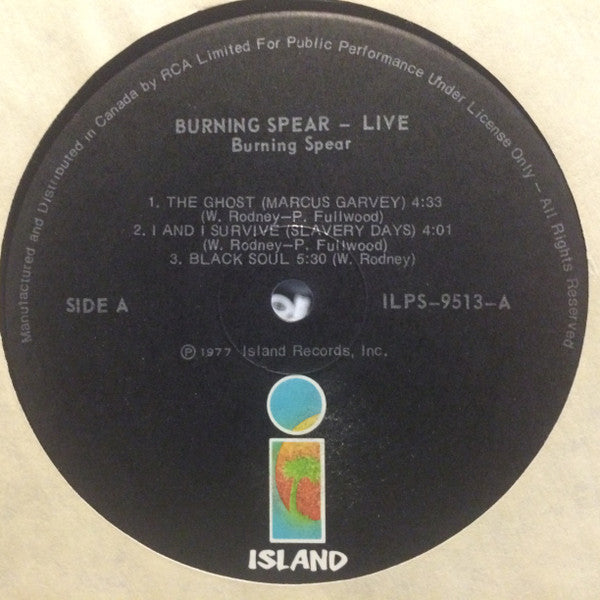 Manufactured and Distributed in Canada by RCA Limited For Public Performance Under License Only – All Rights Reserved
BURNING SPEAR – LIVE
Burning Spear
1. THE GHOST (MARCUS GARVEY) 4:33
(W. Rodney–P. Fullwood)
2. I AND I SURVIVE (SLAVERY DAYS) 4:01
(W. Rodney–P. Fullwood)
3. BLACK SOUL 5:30 (W. Rodney)
SIDE A
ILPS–9513–A
℗ 1977 Island Records, Inc.
i
ISLAND